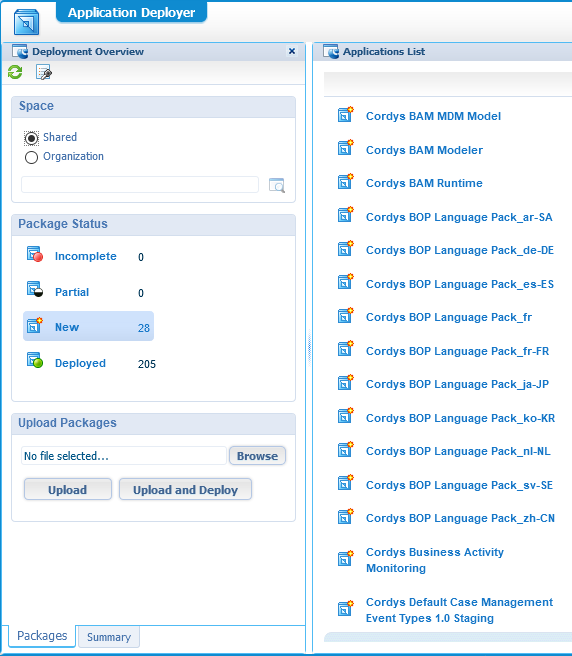 Application Deployer
Deployment Overview
Space
Shared
Organization
Package Status
Incomplete 0
Partial 0
New 28
Deployed 205
Upload Packages
No file selected...
Browse
Upload
Upload and Deploy
Packages
Summary
Applications List
Cordys BAM MDM Model
Cordys BAM Modeler
Cordys BAM Runtime
Cordys BOP Language Pack_ar-SA
Cordys BOP Language Pack_de-DE
Cordys BOP Language Pack_es-ES
Cordys BOP Language Pack_fr
Cordys BOP Language Pack_fr-FR
Cordys BOP Language Pack_ja-JP
Cordys BOP Language Pack_ko-KR
Cordys BOP Language Pack_nl-NL
Cordys BOP Language Pack_sv-SE
Cordys BOP Language Pack_zh-CN
Cordys Business Activity
Monitoring
Cordys Default Case Management
Event Types 1.0 Staging